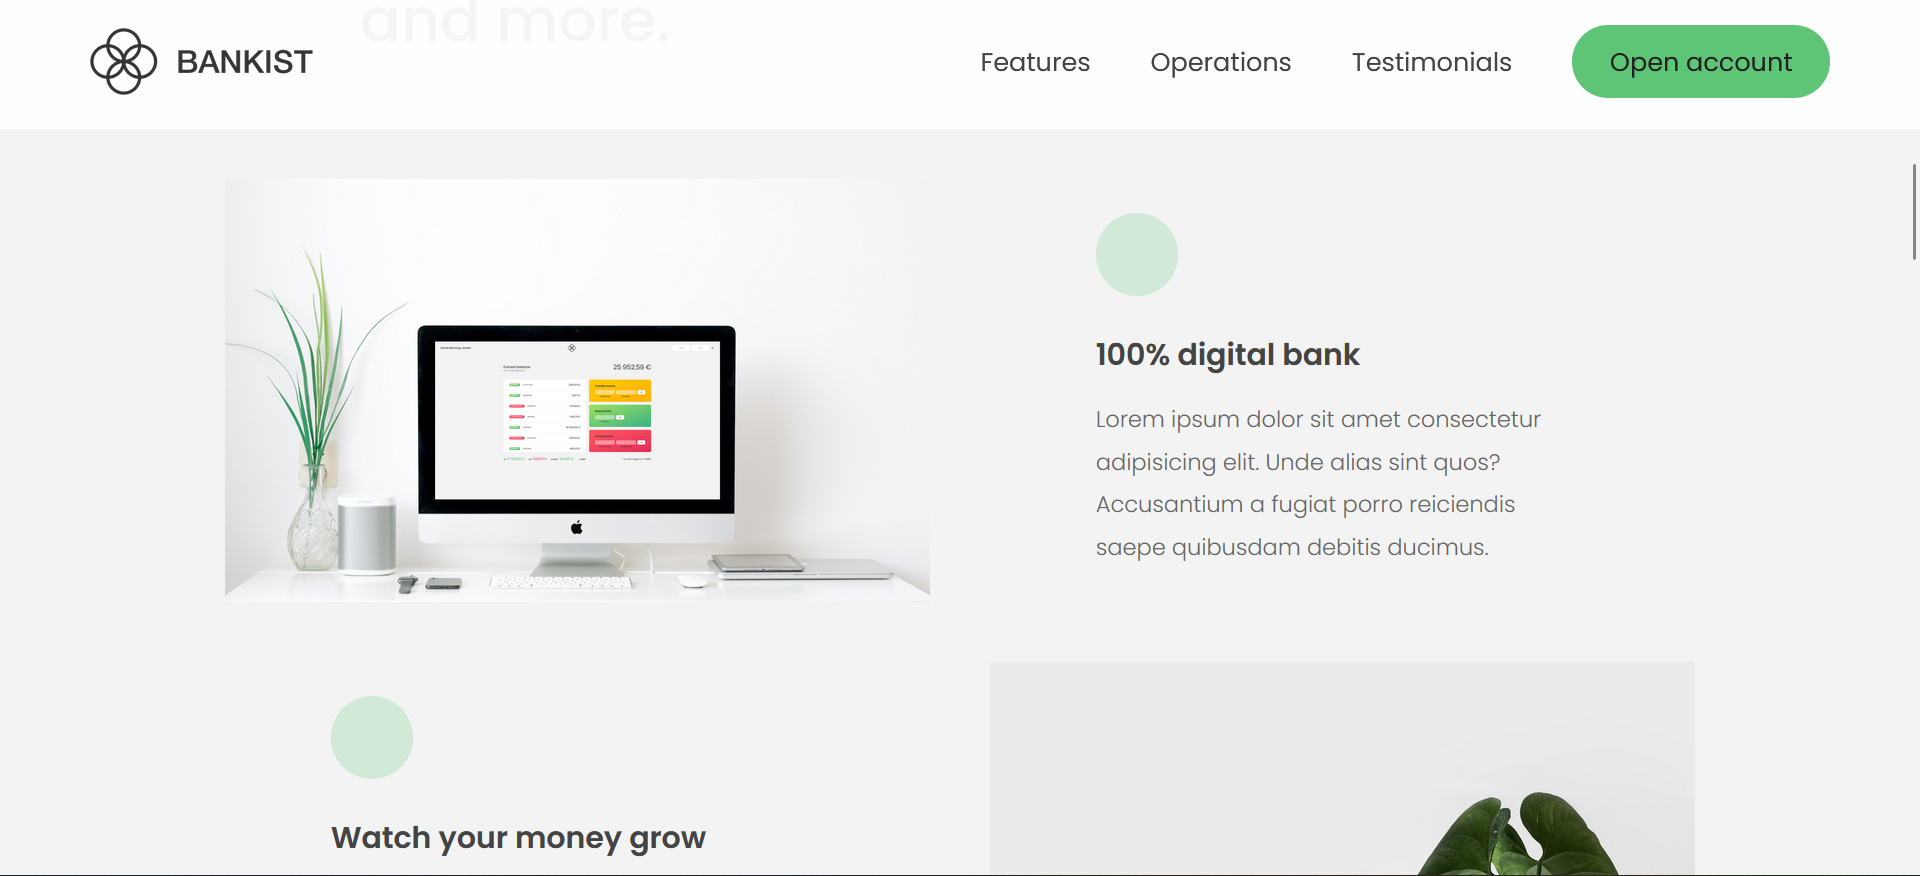 and more.
BANKIST
Features
Operations
Testimonials
Open account
25 952,59 €
Current balance
100% digital bank
Lorem ipsum dolor sit amet consectetur
adipisicing elit. Unde alias sint quos?
Accusantium a fugiat porro reiciendis
saepe quibusdam debitis ducimus.
Watch your money grow